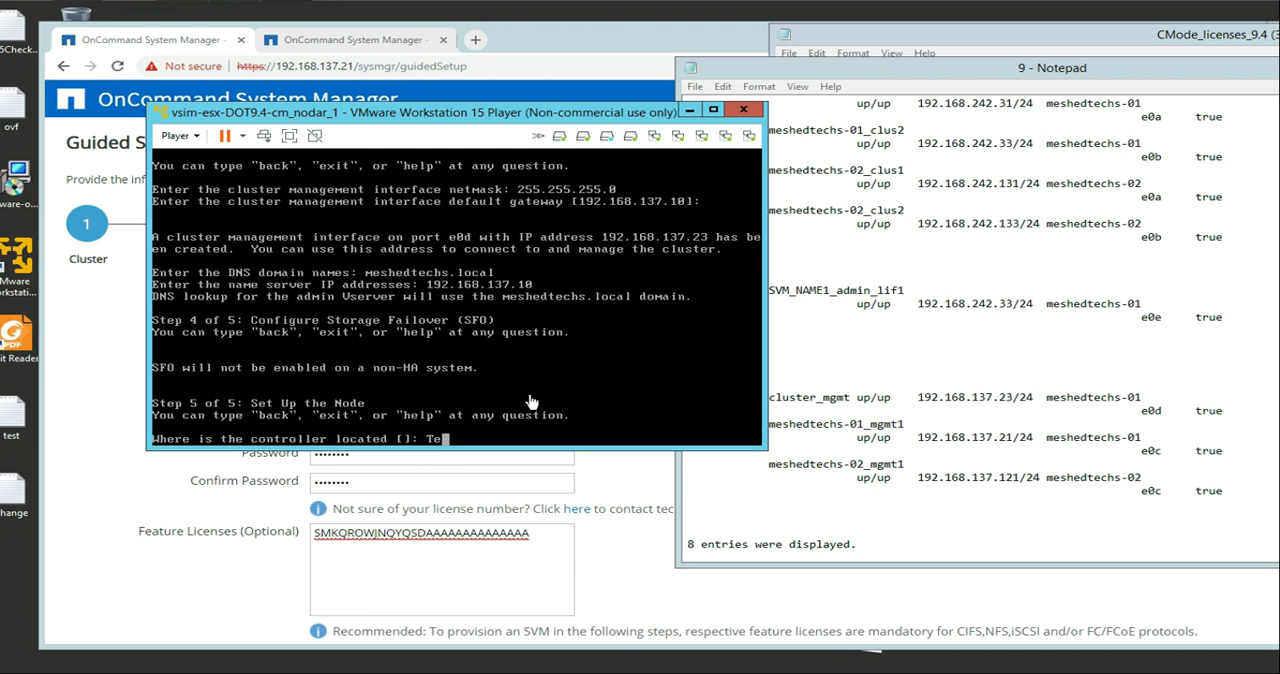 5Check...
ovf
ware-o...
Mware
rkstati...
it Reader
test
hange
OnCommand System Manager -
OnCommand System Manager -
Not secure
https://192.168.137.21/sysmgr/guidedSetup
OnCommand System Manager
Guided S
Provide the inf
1
Cluster
vsim-esx-DOT9.4-cm_nodar_1 - VMware Workstation 15 Player (Non-commercial use only)
Player
You can type "back", "exit", or "help" at any question.
Enter the cluster management interface netmask: 255.255.255.0
Enter the cluster management interface default gateway [192.168.137.10]:
A cluster management interface on port e0d with IP address 192.168.137.23 has be
en created.  You can use this address to connect to and manage the cluster.
Enter the DNS domain names: meshedtechs.local
Enter the name server IP addresses: 192.168.137.10
DNS lookup for the admin Vserver will use the meshedtechs.local domain.
Step 4 of 5: Configure Storage Failover (SFO)
You can type "back", "exit", or "help" at any question.
SFO will not be enabled on a non-HA system.
Step 5 of 5: Set Up the Node
You can type "back", "exit", or "help" at any question.
Where is the controller located []: Te
Password
••••••••
Confirm Password
••••••••
Not sure of your license number? Click here to contact tec
Feature Licenses (Optional)
SMKQROWJNQYQSDAAAAAAAAAAAAAA
Recommended: To provision an SVM in the following steps, respective feature licenses are mandatory for CIFS,NFS,iSCSI and/or FC/FCoE protocols.
CMode_licenses_9.4 (3
File Edit Format View Help
9 - Notepad
File Edit Format View Help
up/up 192.168.242.31/24 meshedtechs-01
e0a true
meshedtechs-01_clus2
up/up 192.168.242.33/24 meshedtechs-01
e0b true
meshedtechs-02_clus1
up/up 192.168.242.131/24 meshedtechs-02
e0a true
meshedtechs-02_clus2
up/up 192.168.242.133/24 meshedtechs-02
e0b true
SVM_NAME1_admin_lif1
up/up 192.168.242.33/24 meshedtechs-01
e0e true
cluster_mgmt up/up 192.168.137.23/24 meshedtechs-01
e0d true
meshedtechs-01_mgmt1
up/up 192.168.137.21/24 meshedtechs-01
e0c true
meshedtechs-02_mgmt1
up/up 192.168.137.121/24 meshedtechs-02
e0c true
8 entries were displayed.